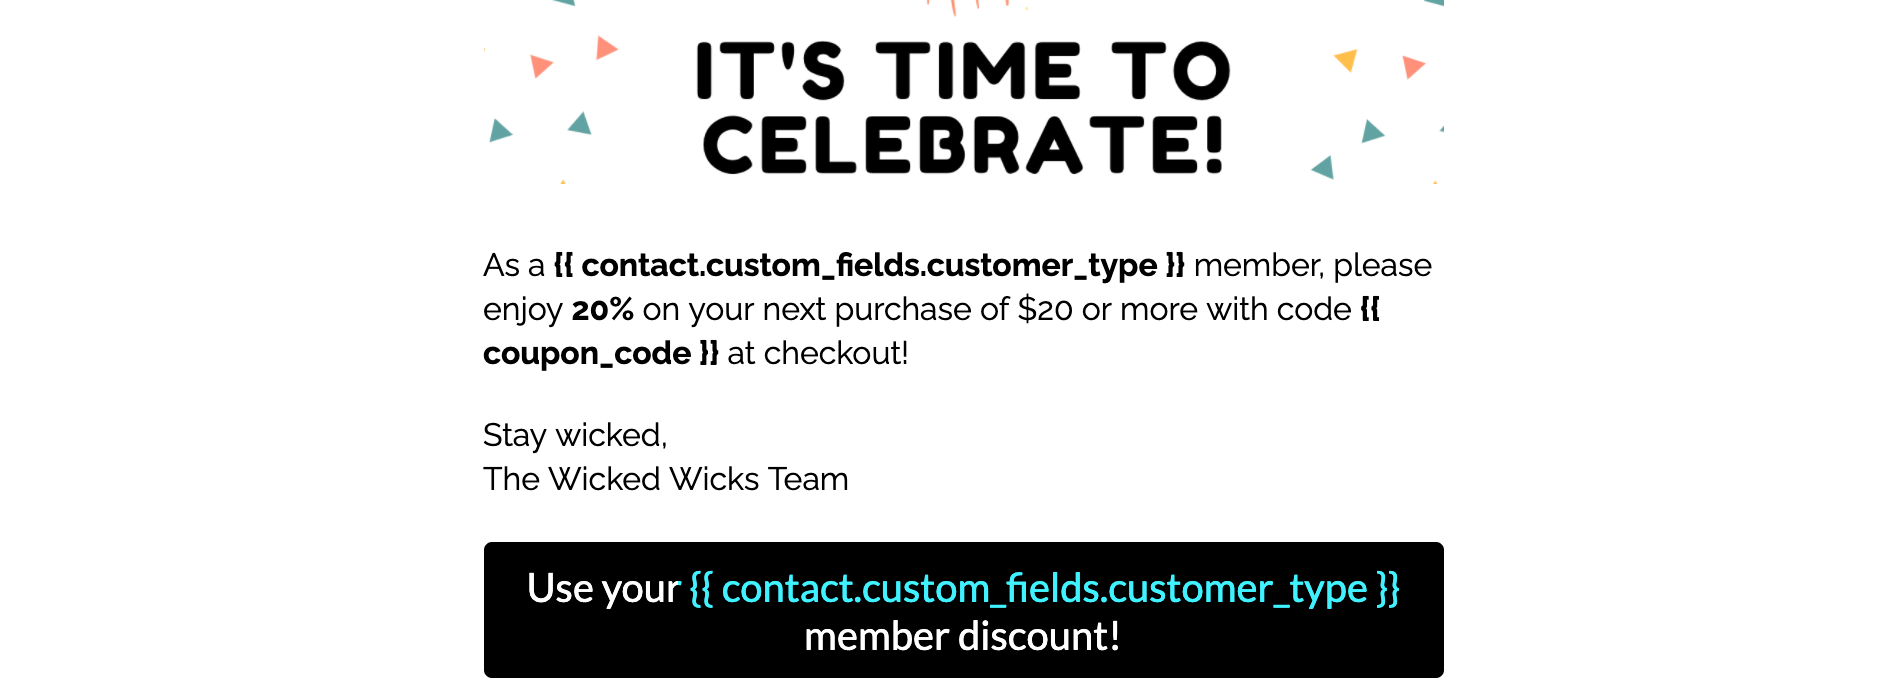 IT'S TIME TO
CELEBRATE!
As a {{ contact.custom_fields.customer_type }} member, please
enjoy 20% on your next purchase of $20 or more with code {{
coupon_code }} at checkout!
Stay wicked,
The Wicked Wicks Team
Use your {{ contact.custom_fields.customer_type }}
member discount!